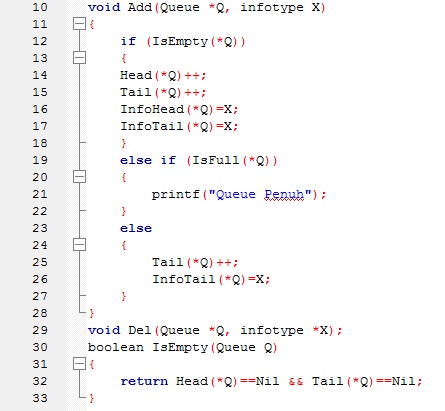 10 void Add(Queue *Q, infotype X)
11 {
12 if (IsEmpty(*Q))
13 {
14 Head(*Q)++;
15 Tail(*Q)++;
16 InfoHead(*Q)=X;
17 InfoTail(*Q)=X;
18 }
19 else if (IsFull(*Q))
20 {
21 printf("Queue Penuh");
22 }
23 else
24 {
25 Tail(*Q)++;
26 InfoTail(*Q)=X;
27 }
28 }
29 void Del(Queue *Q, infotype *X);
30 boolean IsEmpty(Queue Q)
31 {
32 return Head(*Q)==Nil && Tail(*Q)==Nil;
33 }